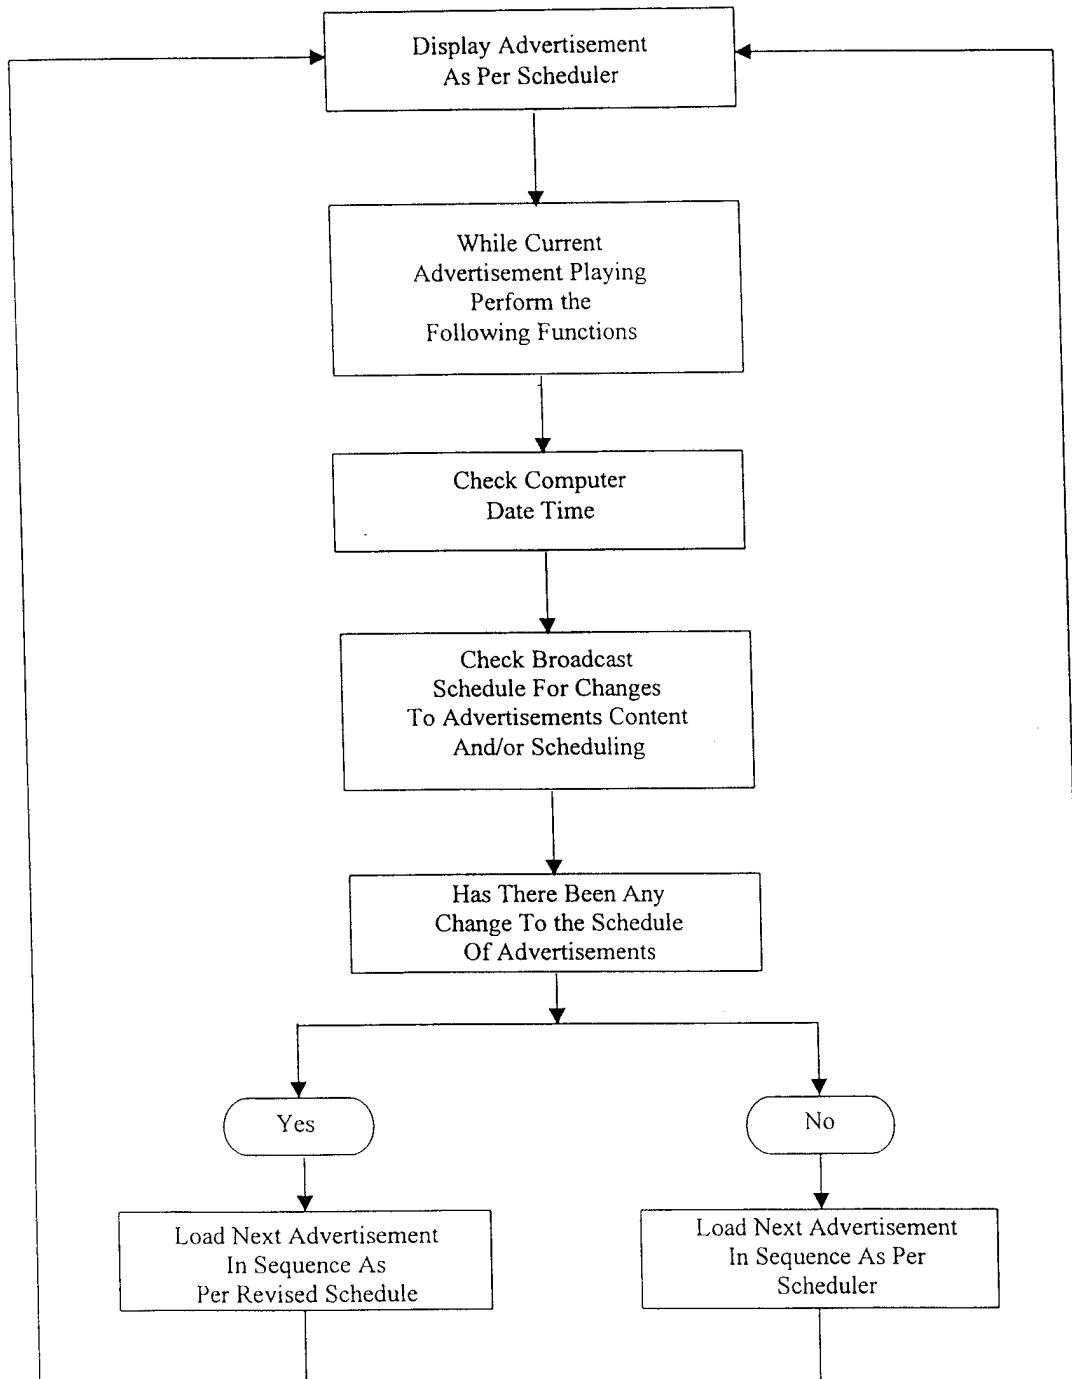 Display Advertisement
As Per Scheduler
While Current
Advertisement Playing
Perform the
Following Functions
Check Computer
Date Time
Check Broadcast
Schedule For Changes
To Advertisements Content
And/or Scheduling
Has There Been Any
Change To the Schedule
Of Advertisements
Yes
No
Load Next Advertisement
In Sequence As
Per Revised Schedule
Load Next Advertisement
In Sequence As Per
Scheduler